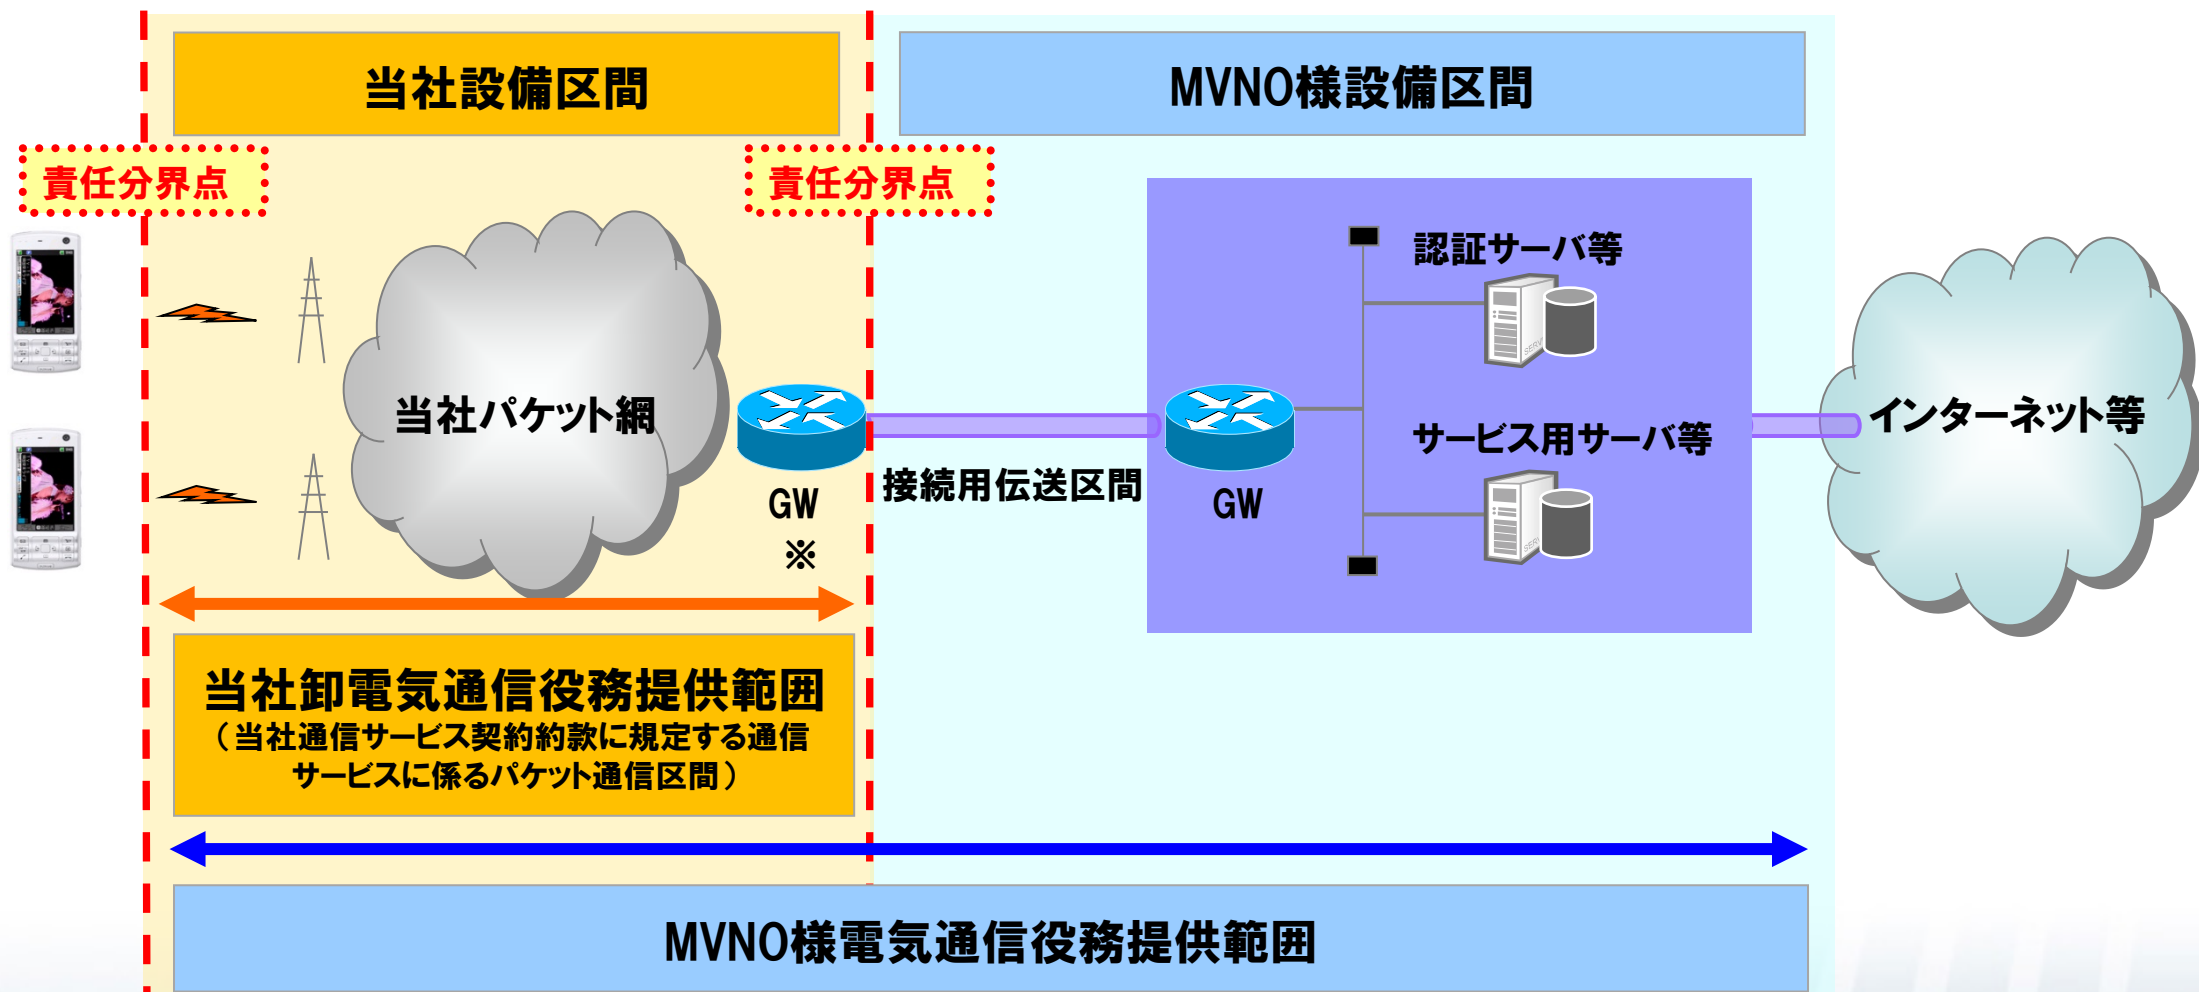 当社設備区間
MVNO様設備区間
責任分界点
責任分界点
認証サーバ等
当社パケット網
インターネット等
サービス用サーバ等
接続用伝送区間
GW
※
GW
当社卸電気通信役務提供範囲
(当社通信サービス契約約款に規定する通信
サービスに係るパケット通信区間)
MVNO様電気通信役務提供範囲